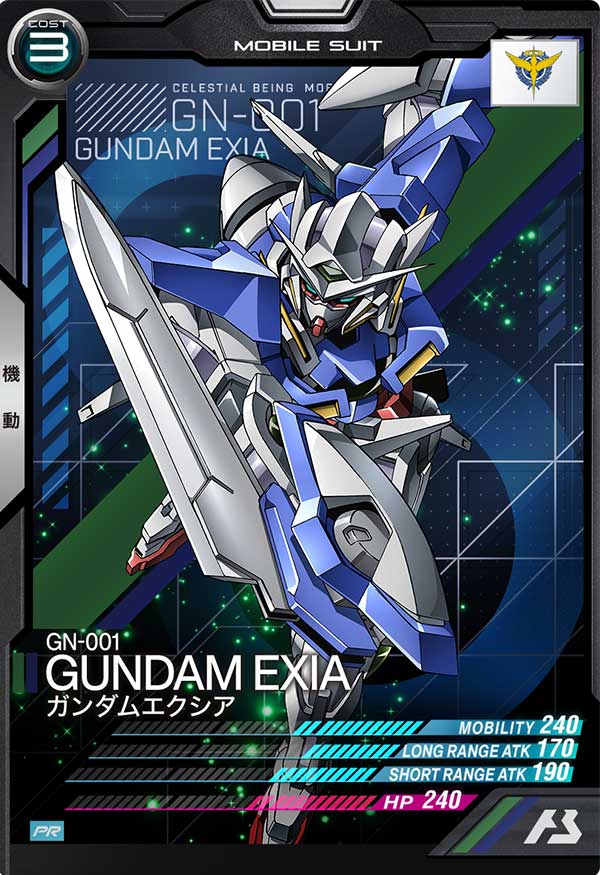 COST
3
MOBILE SUIT
CELESTIAL BEING MOB
GN-001
GUNDAM EXIA
機動
GN-001
GUNDAM EXIA
ガンダムエクシア
MOBILITY 240
LONG RANGE ATK 170
SHORT RANGE ATK 190
HP 240
PR